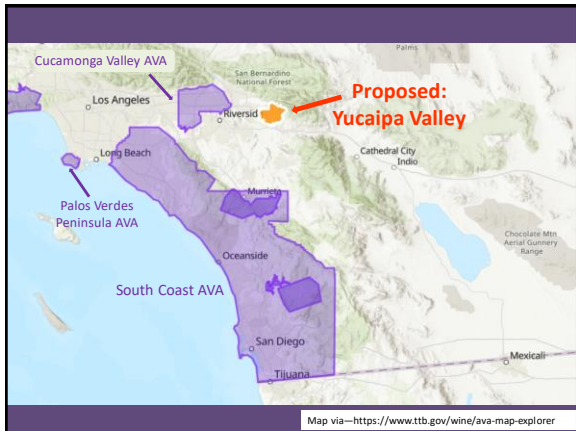 Palms
Cucamonga Valley AVA
San Bernardino
National Forest
Los Angeles
Riversid
Proposed:
Yucaipa Valley
Long Beach
Cathedral City
Indio
Palos Verdes
Peninsula AVA
Murrieta
Chocolate Mtn
Aerial Gunnery
Range
Oceanside
South Coast AVA
San Diego
Mexicali
Tijuana
Map via—https://www.ttb.gov/wine/ava-map-explorer